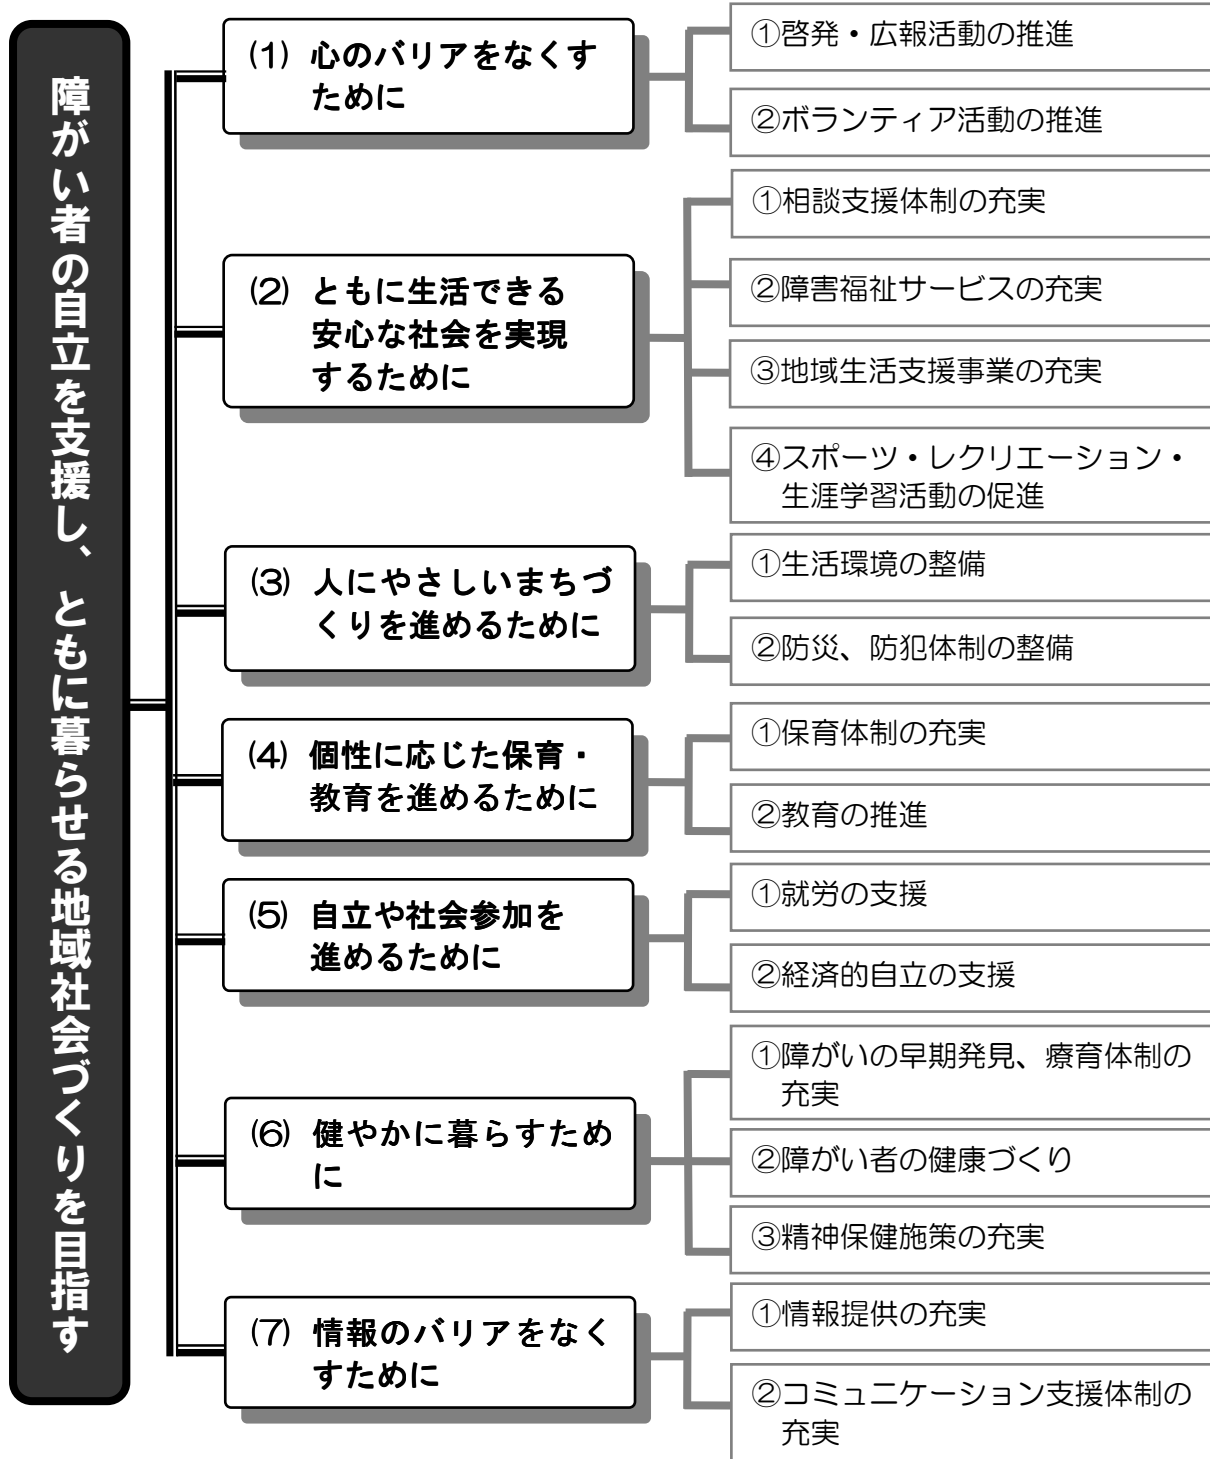 障がい者の自立を支援し、ともに暮らせる地域社会づくりを目指す
(1) 心のバリアをなくす
ために
①啓発・広報活動の推進
②ボランティア活動の推進
(2) ともに生活できる
安心な社会を実現
するために
①相談支援体制の充実
②障害福祉サービスの充実
③地域生活支援事業の充実
④スポーツ・レクリエーション・
生涯学習活動の促進
(3) 人にやさしいまちづ
くりを進めるために
①生活環境の整備
②防災、防犯体制の整備
(4) 個性に応じた保育・
教育を進めるために
①保育体制の充実
②教育の推進
(5) 自立や社会参加を
進めるために
①就労の支援
②経済的自立の支援
(6) 健やかに暮らすため
に
①障がいの早期発見、療育体制の
充実
②障がい者の健康づくり
③精神保健施策の充実
(7) 情報のバリアをなく
すために
①情報提供の充実
②コミュニケーション支援体制の
充実